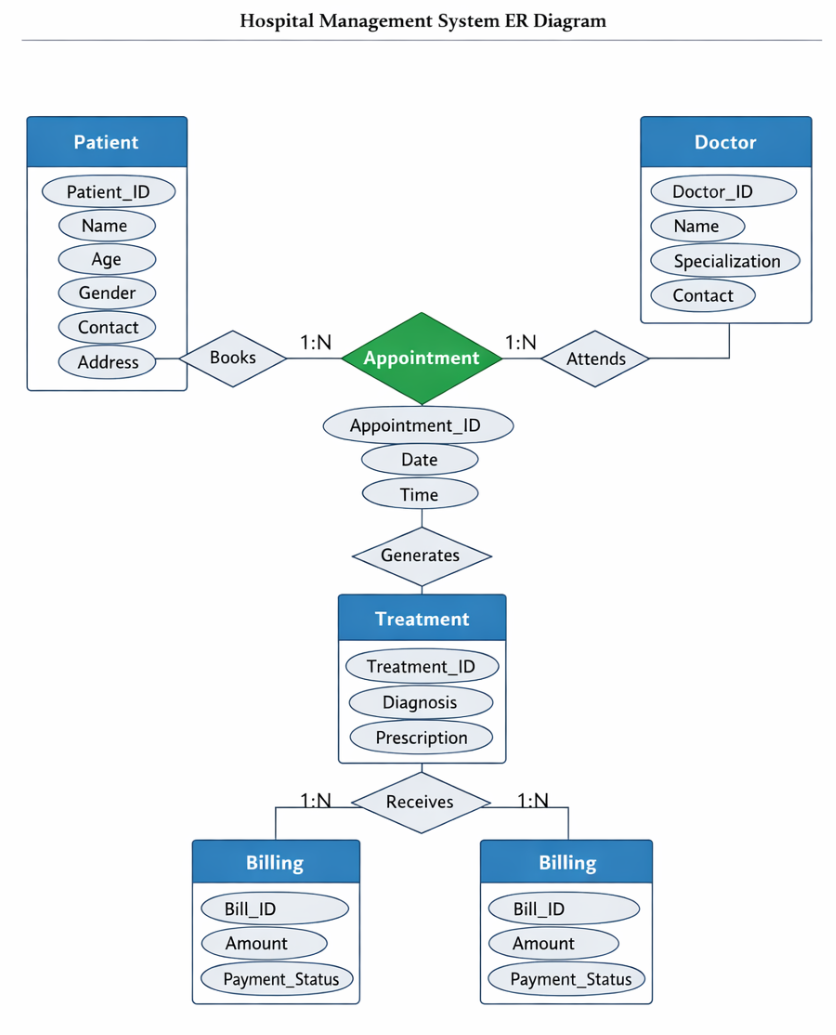 Hospital Management System ER Diagram
Patient
Patient_ID
Name
Age
Gender
Contact
Address
Doctor
Doctor_ID
Name
Specialization
Contact
Books
1:N
Appointment
1:N
Attends
Appointment_ID
Date
Time
Generates
Treatment
Treatment_ID
Diagnosis
Prescription
1:N
Receives
1:N
Billing
Bill_ID
Amount
Payment_Status
Billing
Bill_ID
Amount
Payment_Status